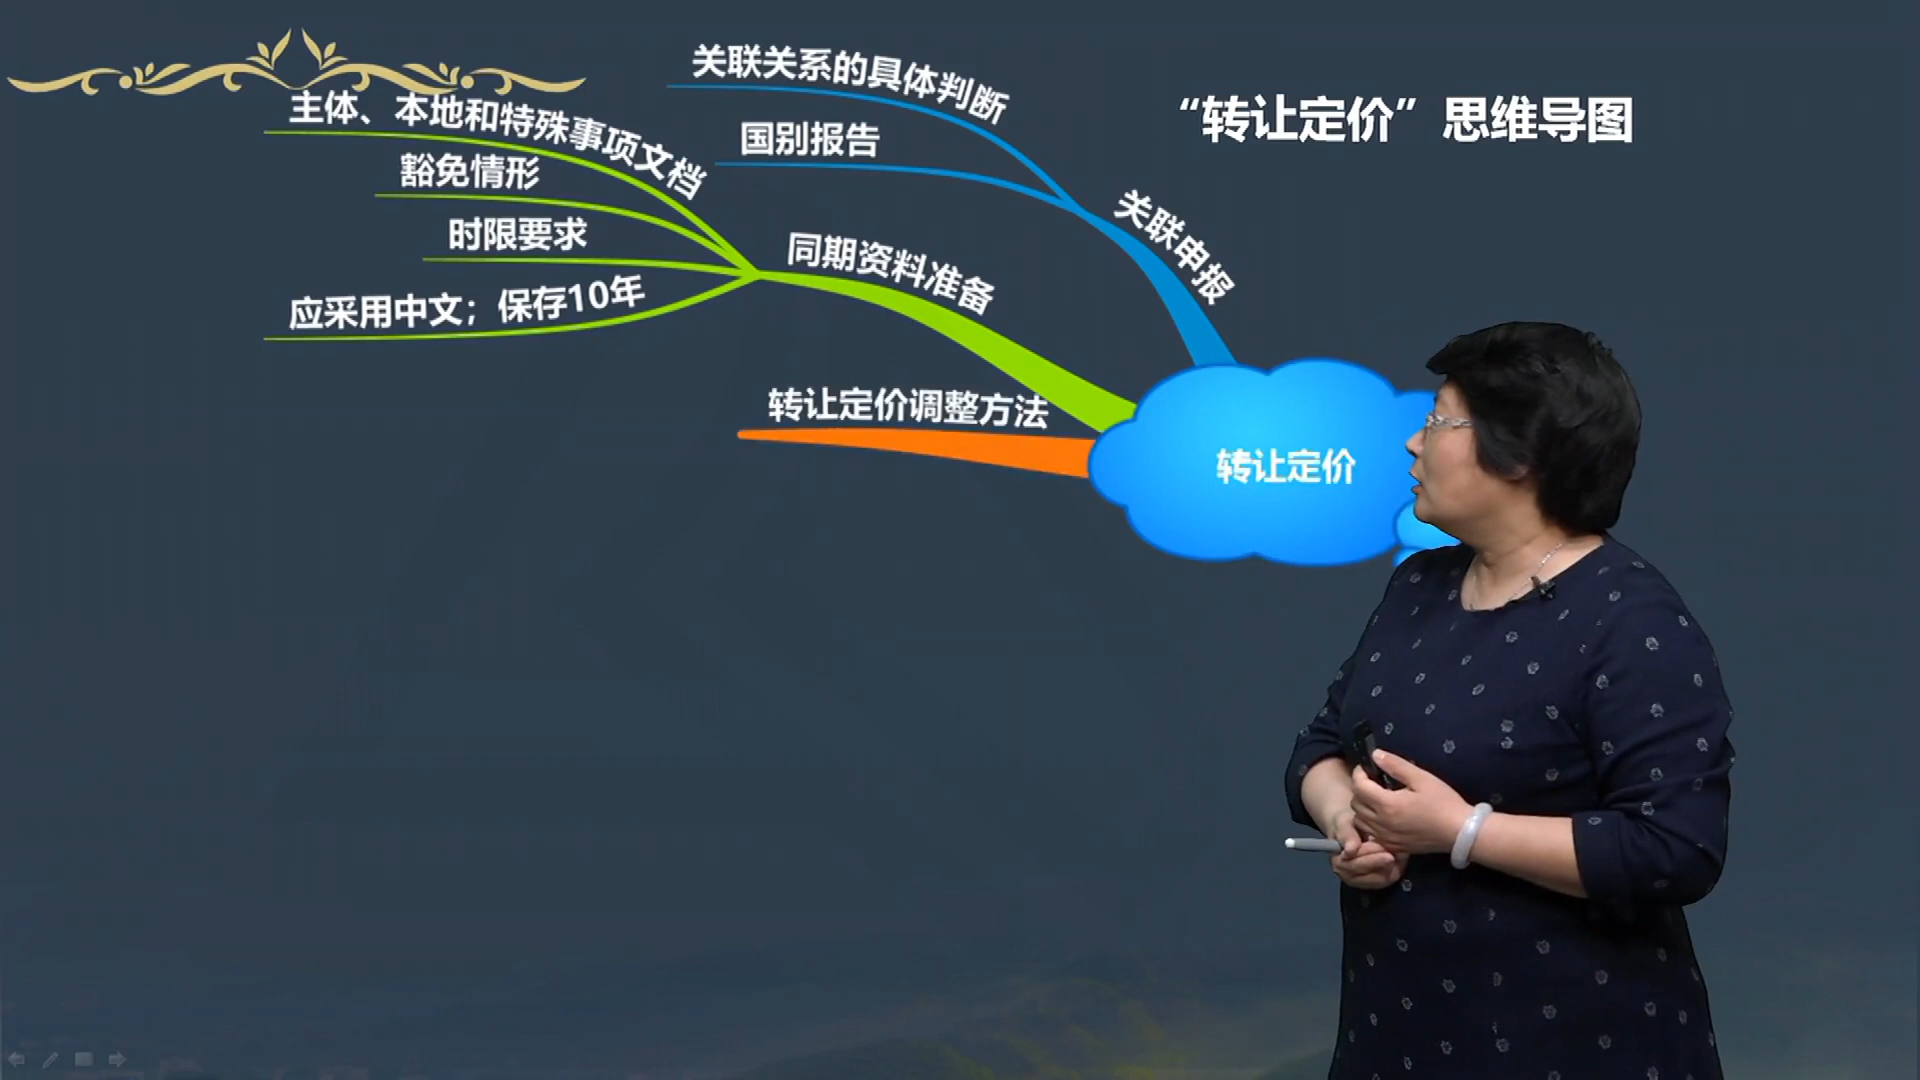 “转让定价”思维导图
关联关系的具体判断
国别报告
关联申报
主体、本地和特殊事项文档
豁免情形
时限要求
应采用中文；保存10年
同期资料准备
转让定价调整方法
转让定价